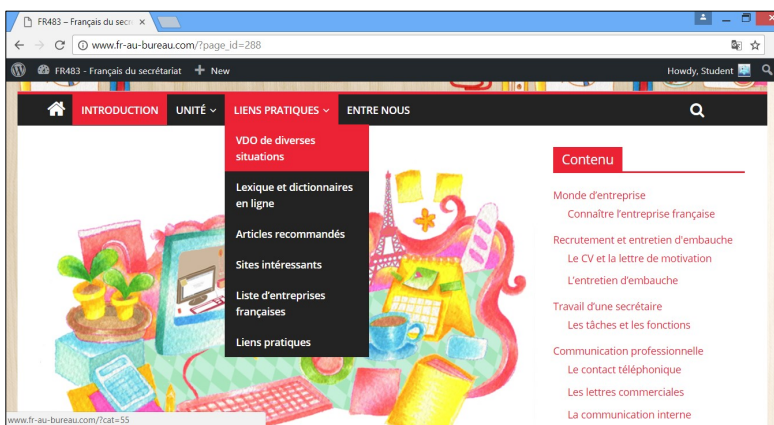 FR483 – Français du secr
www.fr-au-bureau.com/?page_id=288
FR483 - Français du secrétariat + New
Howdy, Student
INTRODUCTION UNITÉ LIENS PRATIQUES ENTRE NOUS
VDO de diverses
situations
Lexique et dictionnaires
en ligne
Articles recommandés
Sites intéressants
Liste d'entreprises
françaises
Liens pratiques
Contenu
Monde d'entreprise
Connaître l'entreprise française
Recrutement et entretien d'embauche
Le CV et la lettre de motivation
L'entretien d'embauche
Travail d'une secrétaire
Les tâches et les fonctions
Communication professionnelle
Le contact téléphonique
Les lettres commerciales
La communication interne
www.fr-au-bureau.com/?cat=55